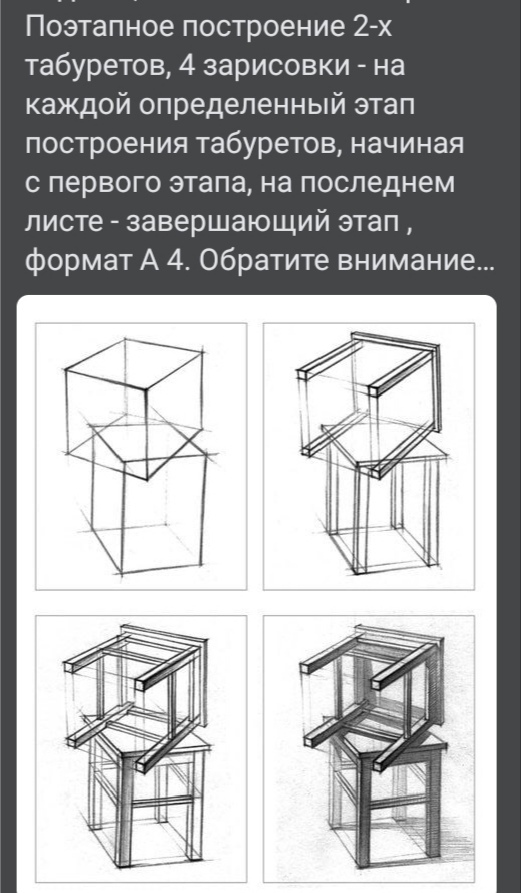 Поэтапное построение 2-х
табуретов, 4 зарисовки - на
каждой определенный этап
построения табуретов, начиная
с первого этапа, на последнем
листе - завершающий этап ,
формат А 4. Обратите внимание...